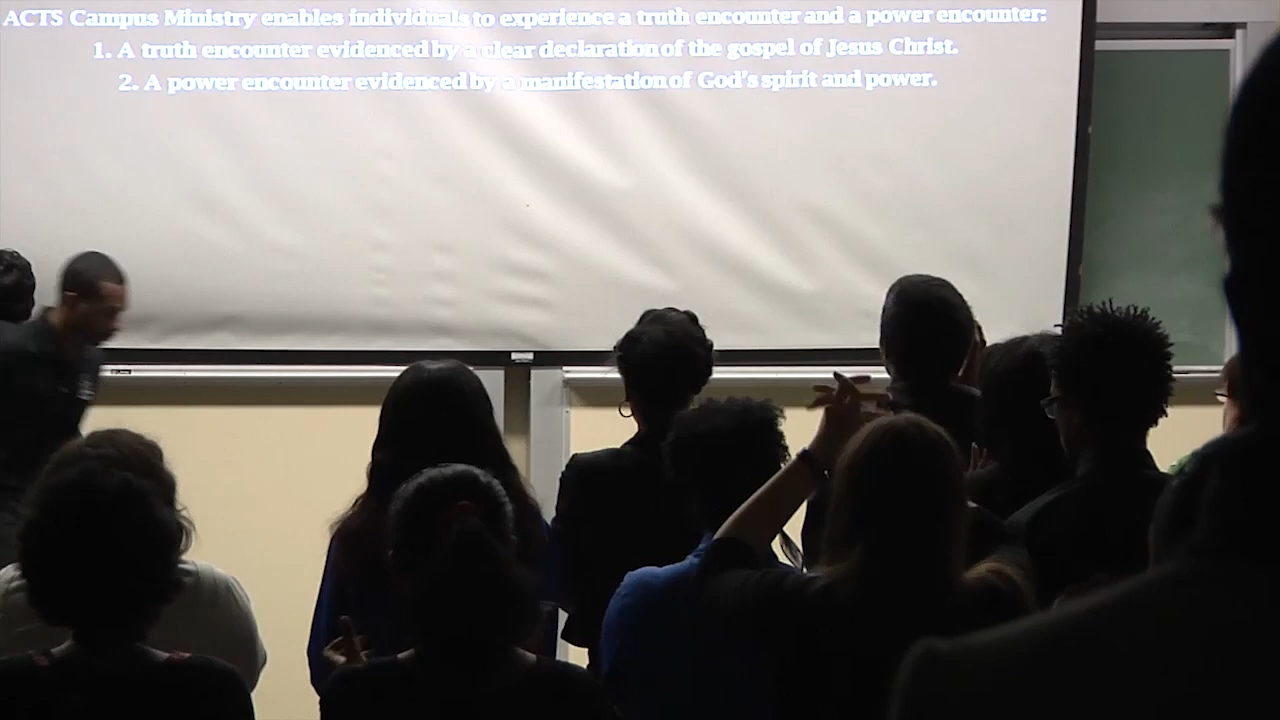 ACTS Campus Ministry enables individuals to experience a truth encounter and a power encounter:
1. A truth encounter evidenced by a clear declaration of the gospel of Jesus Christ.
2. A power encounter evidenced by a manifestation of God's spirit and power.